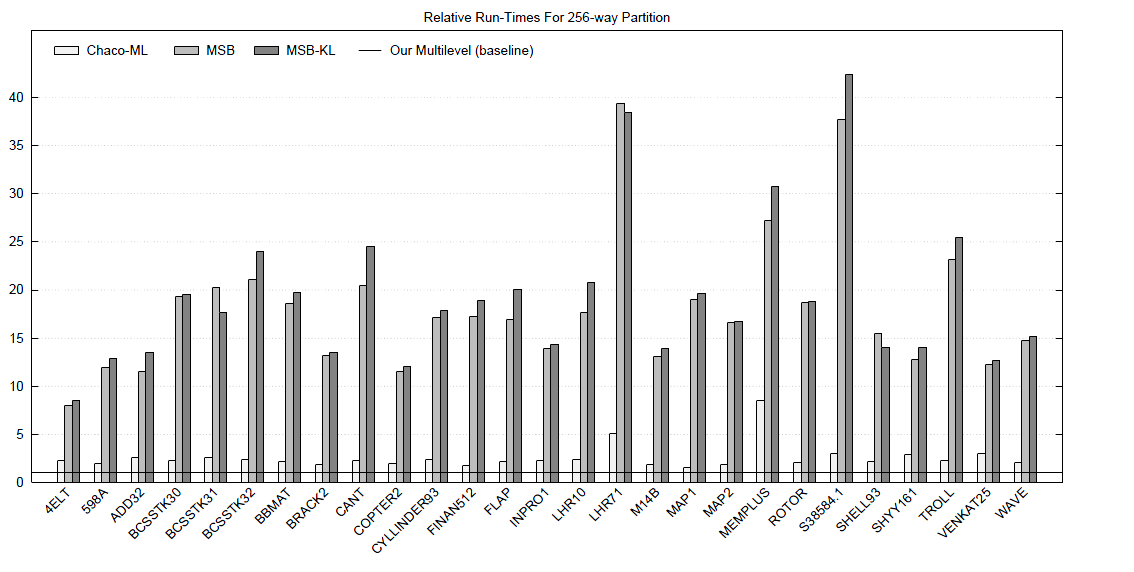 Relative Run-Times For 256-way Partition
Chaco-ML MSB MSB-KL Our Multilevel (baseline)
40
35
30
25
20
15
10
5
0
4ELT
598A
ADD32
BCSSTK30
BCSSTK31
BCSSTK32
BBMAT
BRACK2
CANT
COPTER2
CYLLINDER93
FINAN512
FLAP
INPRO1
LHR10
LHR71
M14B
MAP1
MAP2
MEMPLUS
ROTOR
S38584.1
SHELL93
SHYY161
TROLL
VENKAT25
WAVE